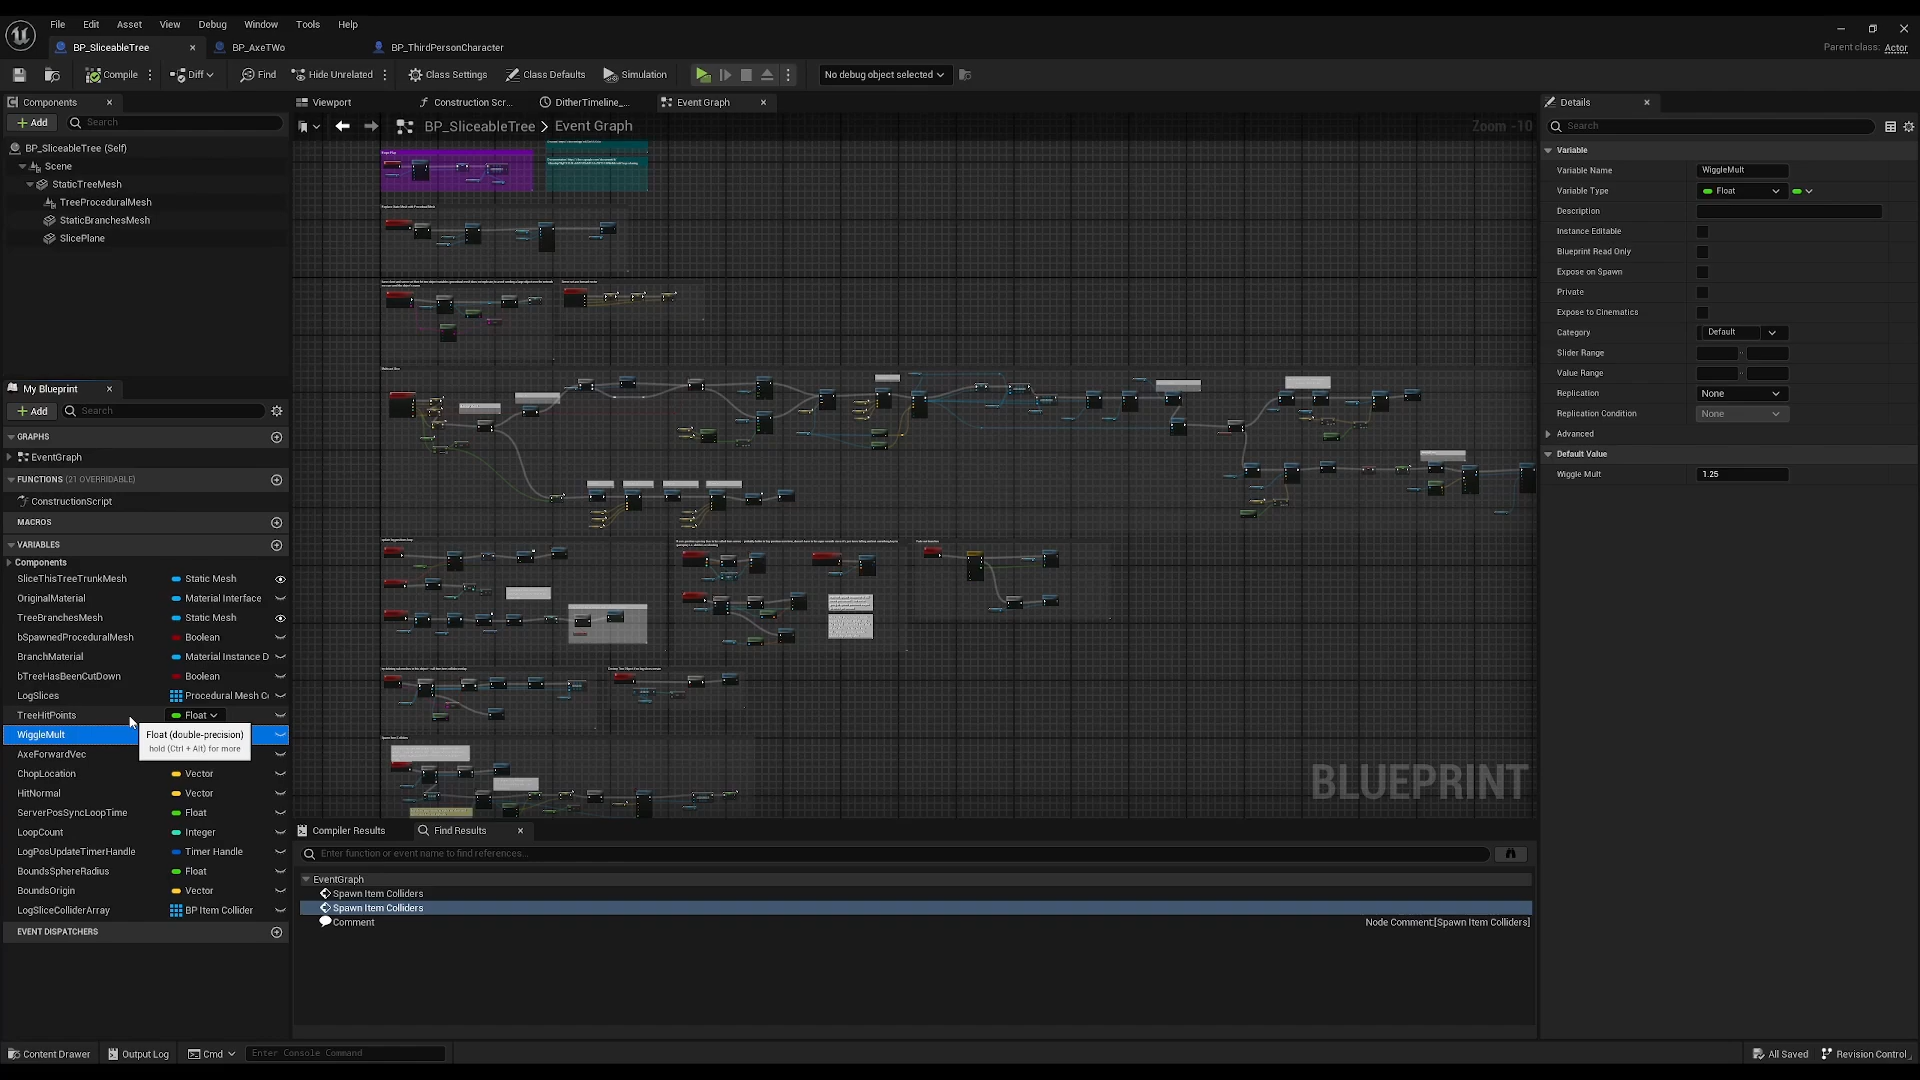 File Edit Asset View Debug Window Tools Help
BP_SliceableTree BP_AxeTWo BP_ThirdPersonCharacter
Parent class: Actor
Compile Diff Find Hide Unrelated Class Settings Class Defaults Simulation No debug object selected
Components
Add Search
BP_SliceableTree (Self)
Scene
StaticTreeMesh
TreeProceduralMesh
StaticBranchesMesh
SlicePlane
My Blueprint
Add Search
GRAPHS
EventGraph
FUNCTIONS (21 OVERRIDABLE)
ConstructionScript
MACROS
VARIABLES
Components
SliceThisTreeTrunkMesh Static Mesh
OriginalMaterial Material Interface
TreeBranchesMesh Static Mesh
bSpawnedProceduralMesh Boolean
BranchMaterial Material Instance D
bTreeHasBeenCutDown Boolean
LogSlices Procedural Mesh Co
TreeHitPoints Float
WiggleMult
Float (double-precision)
hold (Ctrl + Alt) for more
AxeForwardVec
ChopLocation Vector
HitNormal Vector
ServerPosSyncLoopTime Float
LoopCount Integer
LogPosUpdateTimerHandle Timer Handle
BoundsSphereRadius Float
BoundsOrigin Vector
LogSliceColliderArray BP Item Collider
EVENT DISPATCHERS
Viewport Construction Scr... DitherTimeline_... Event Graph
BP_SliceableTree > Event Graph
Zoom -10
BLUEPRINT
Compiler Results Find Results
Enter function or event name to find references...
EventGraph
Spawn Item Colliders
Spawn Item Colliders
Comment Node Comment:[Spawn Item Colliders]
Details
Search
Variable
Variable Name WiggleMult
Variable Type Float
Description
Instance Editable
Blueprint Read Only
Expose on Spawn
Private
Expose to Cinematics
Category Default
Slider Range
Value Range
Replication None
Replication Condition None
Advanced
Default Value
Wiggle Mult 1.25
Content Drawer Output Log Cmd Enter Console Command All Saved Revision Control